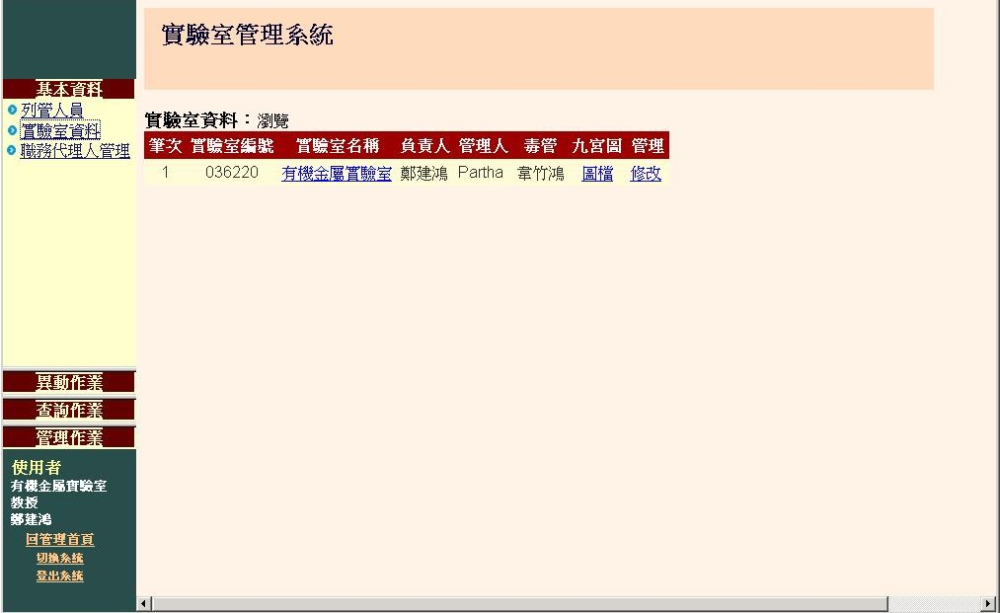 實驗室管理系統
基本資料
列管人員
實驗室資料
職務代理人管理
實驗室資料：瀏覽
筆次 實驗室編號 實驗室名稱 負責人 管理人 毒管 九宮圖 管理
1 036220 有機金屬實驗室 鄭建鴻 Partha 韋竹鴻 圖檔 修改
異動作業
查詢作業
管理作業
使用者
有機金屬實驗室
教授
鄭建鴻
回管理首頁
切換系統
登出系統